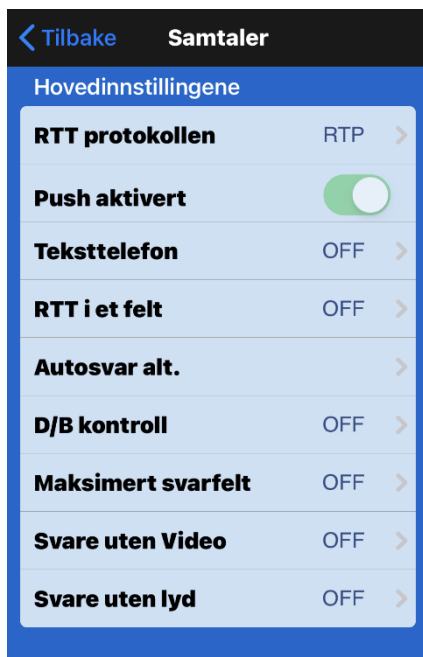 Tilbake Samtaler
Hovedinnstillingene
RTT protokollen RTP
Push aktivert
Teksttelefon OFF
RTT i et felt OFF
Autosvar alt.
D/B kontroll OFF
Maksimert svarfelt OFF
Svare uten Video OFF
Svare uten lyd OFF